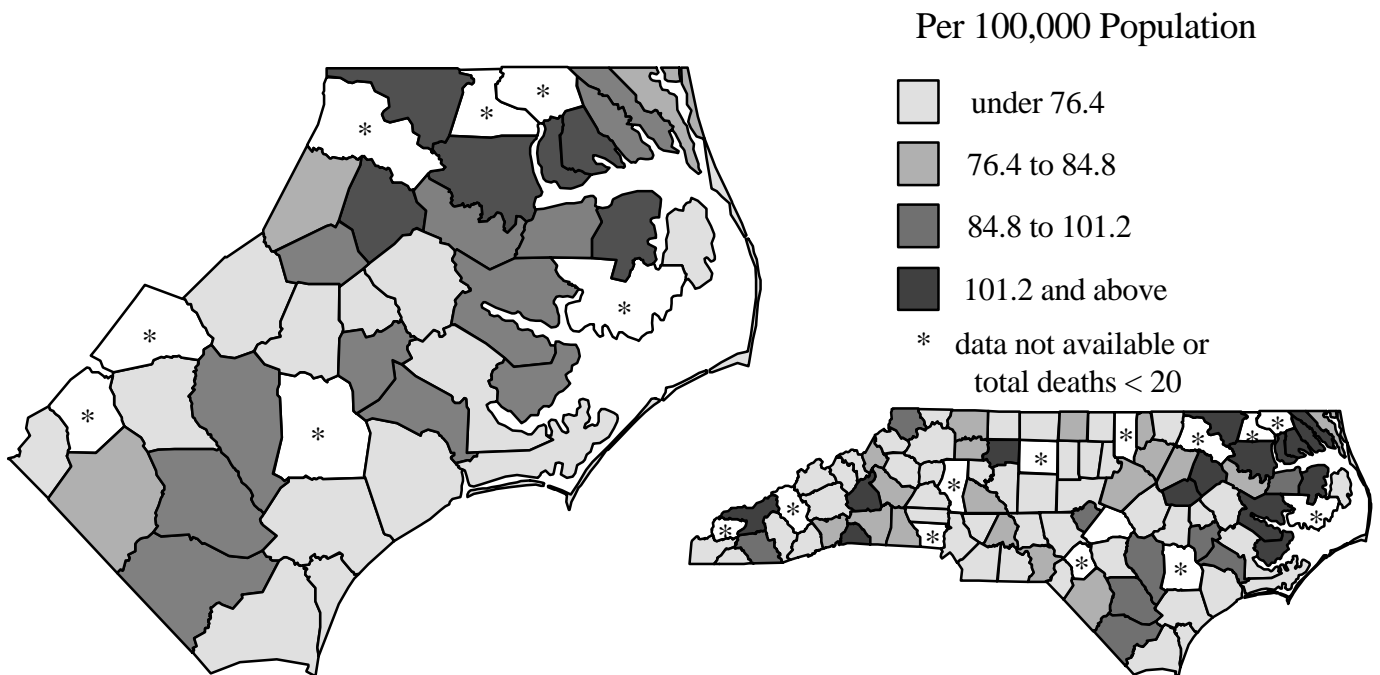 Per 100,000 Population
under 76.4
76.4 to 84.8
84.8 to 101.2
101.2 and above
* data not available or
total deaths < 20